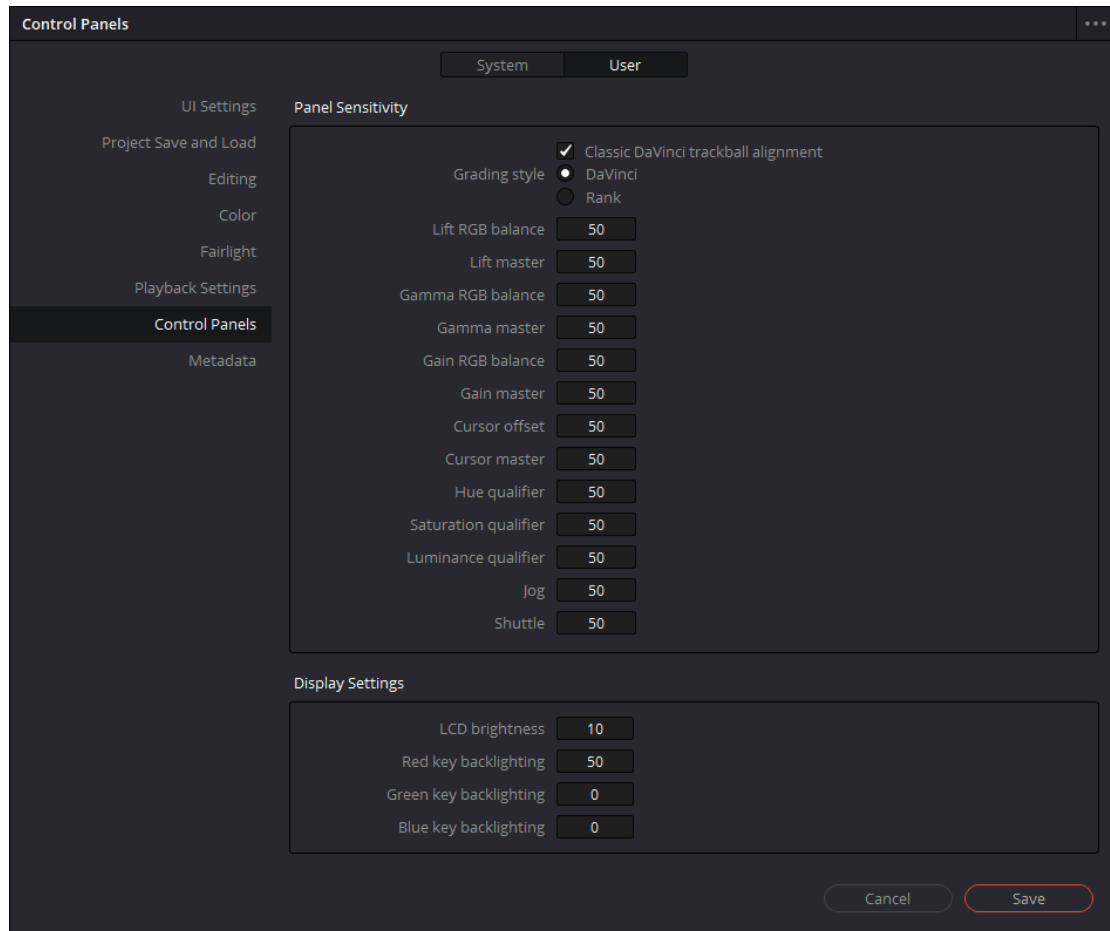 Control Panels
System User
UI Settings
Project Save and Load
Editing
Color
Fairlight
Playback Settings
Control Panels
Metadata
Panel Sensitivity
Classic DaVinci trackball alignment
Grading style DaVinci
Rank
Lift RGB balance 50
Lift master 50
Gamma RGB balance 50
Gamma master 50
Gain RGB balance 50
Gain master 50
Cursor offset 50
Cursor master 50
Hue qualifier 50
Saturation qualifier 50
Luminance qualifier 50
Jog 50
Shuttle 50
Display Settings
LCD brightness 10
Red key backlighting 50
Green key backlighting 0
Blue key backlighting 0
Cancel Save